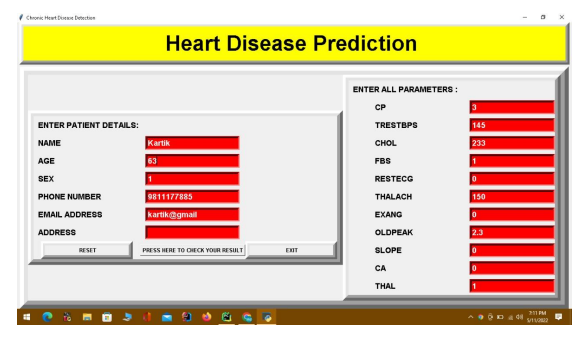 Chronic Heart Disease Detection
Heart Disease Prediction
ENTER PATIENT DETAILS:
NAME Kartik
AGE 63
SEX 1
PHONE NUMBER 9811177885
EMAIL ADDRESS kartik@gmail
ADDRESS
RESET PRESS HERE TO CHECK YOUR RESULT EXIT
ENTER ALL PARAMETERS :
CP 3
TRESTBPS 145
CHOL 233
FBS 1
RESTECG 0
THALACH 150
EXANG 0
OLDPEAK 2.3
SLOPE 0
CA 0
THAL 1
7:11 PM
5/11/2022